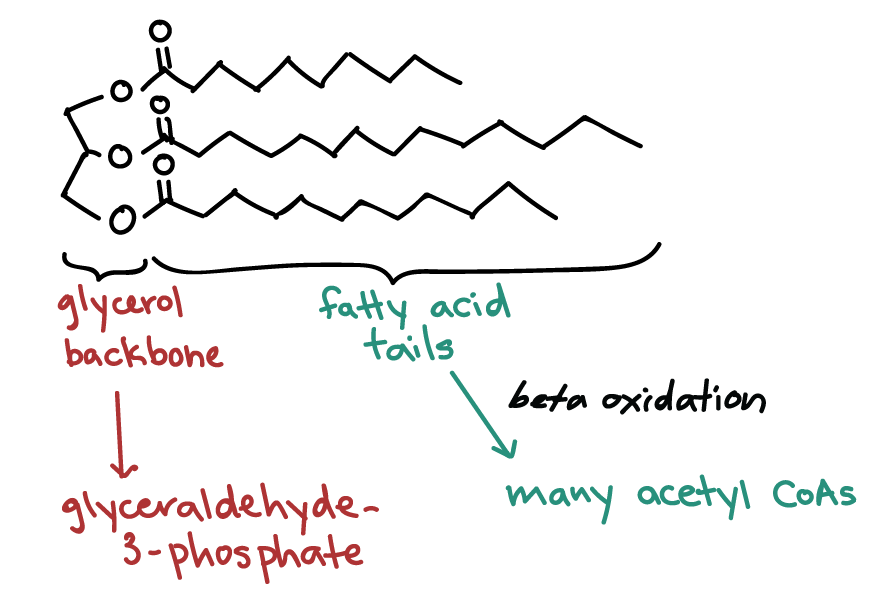 O
O
O
O
O
O
glycerol
backbone
fatty acid
tails
beta oxidation
many acetyl CoAs
glyceraldehyde-
3-phosphate